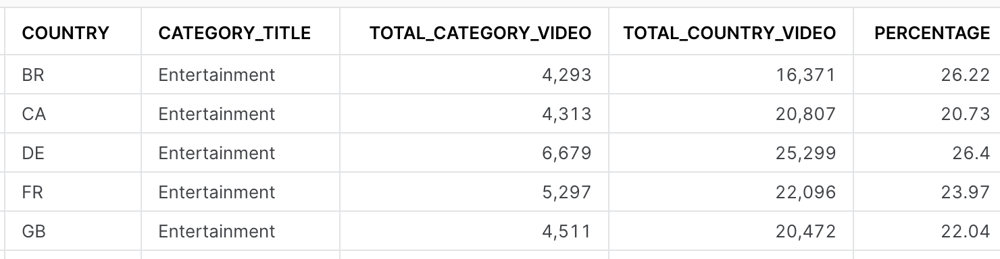 COUNTRY CATEGORY_TITLE TOTAL_CATEGORY_VIDEO TOTAL_COUNTRY_VIDEO PERCENTAGE
BR Entertainment 4,293 16,371 26.22
CA Entertainment 4,313 20,807 20.73
DE Entertainment 6,679 25,299 26.4
FR Entertainment 5,297 22,096 23.97
GB Entertainment 4,511 20,472 22.04